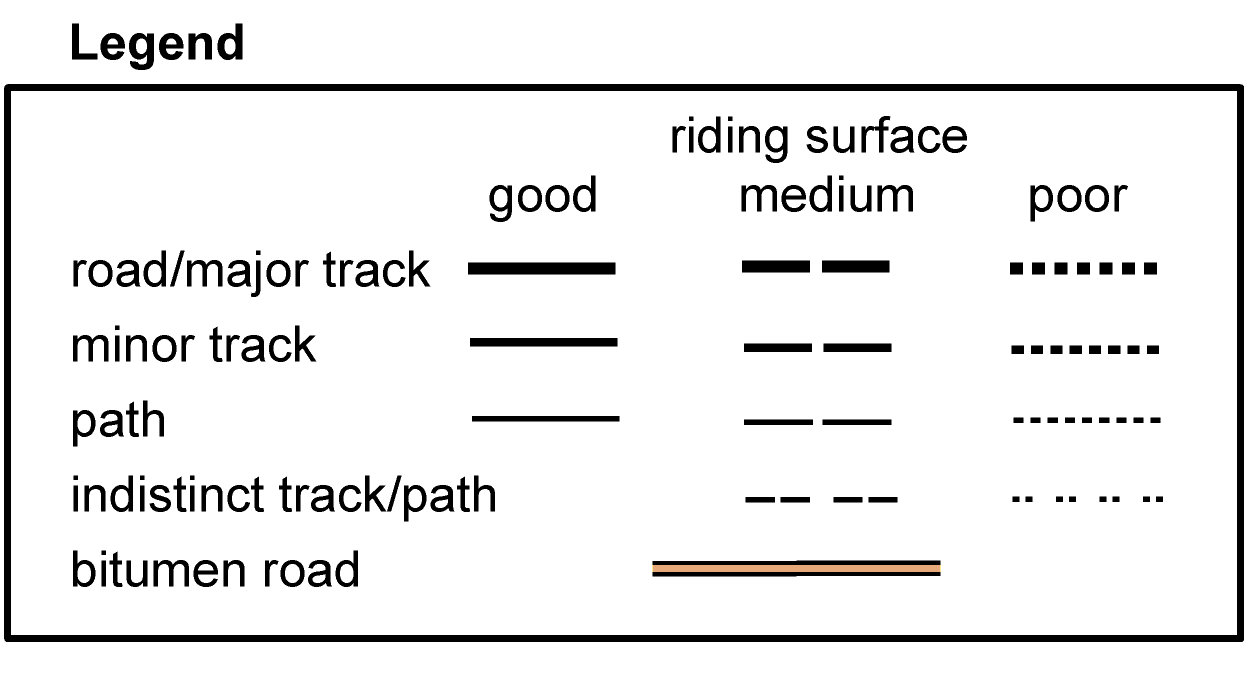 Legend
riding surface
good medium poor
road/major track
minor track
path
indistinct track/path
bitumen road